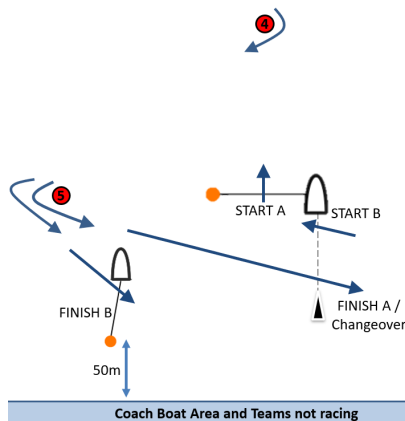 4
5
START A
START B
FINISH A /
Changeover
FINISH B
50m
Coach Boat Area and Teams not racing